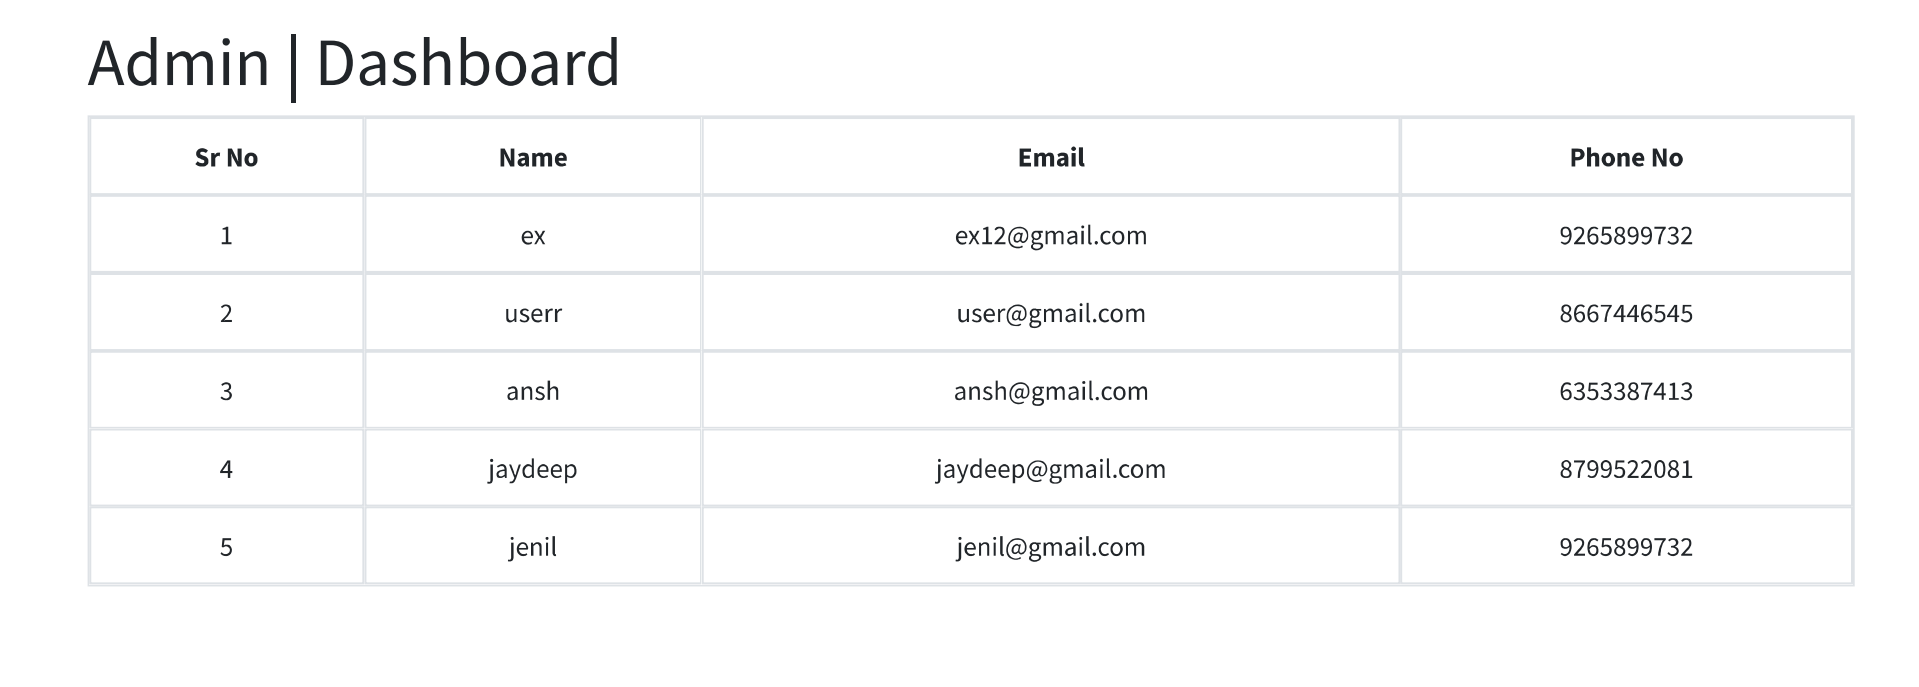 Admin | Dashboard
Sr No Name Email Phone No
1 ex ex12@gmail.com 9265899732
2 userr user@gmail.com 8667446545
3 ansh ansh@gmail.com 6353387413
4 jaydeep jaydeep@gmail.com 8799522081
5 jenil jenil@gmail.com 9265899732